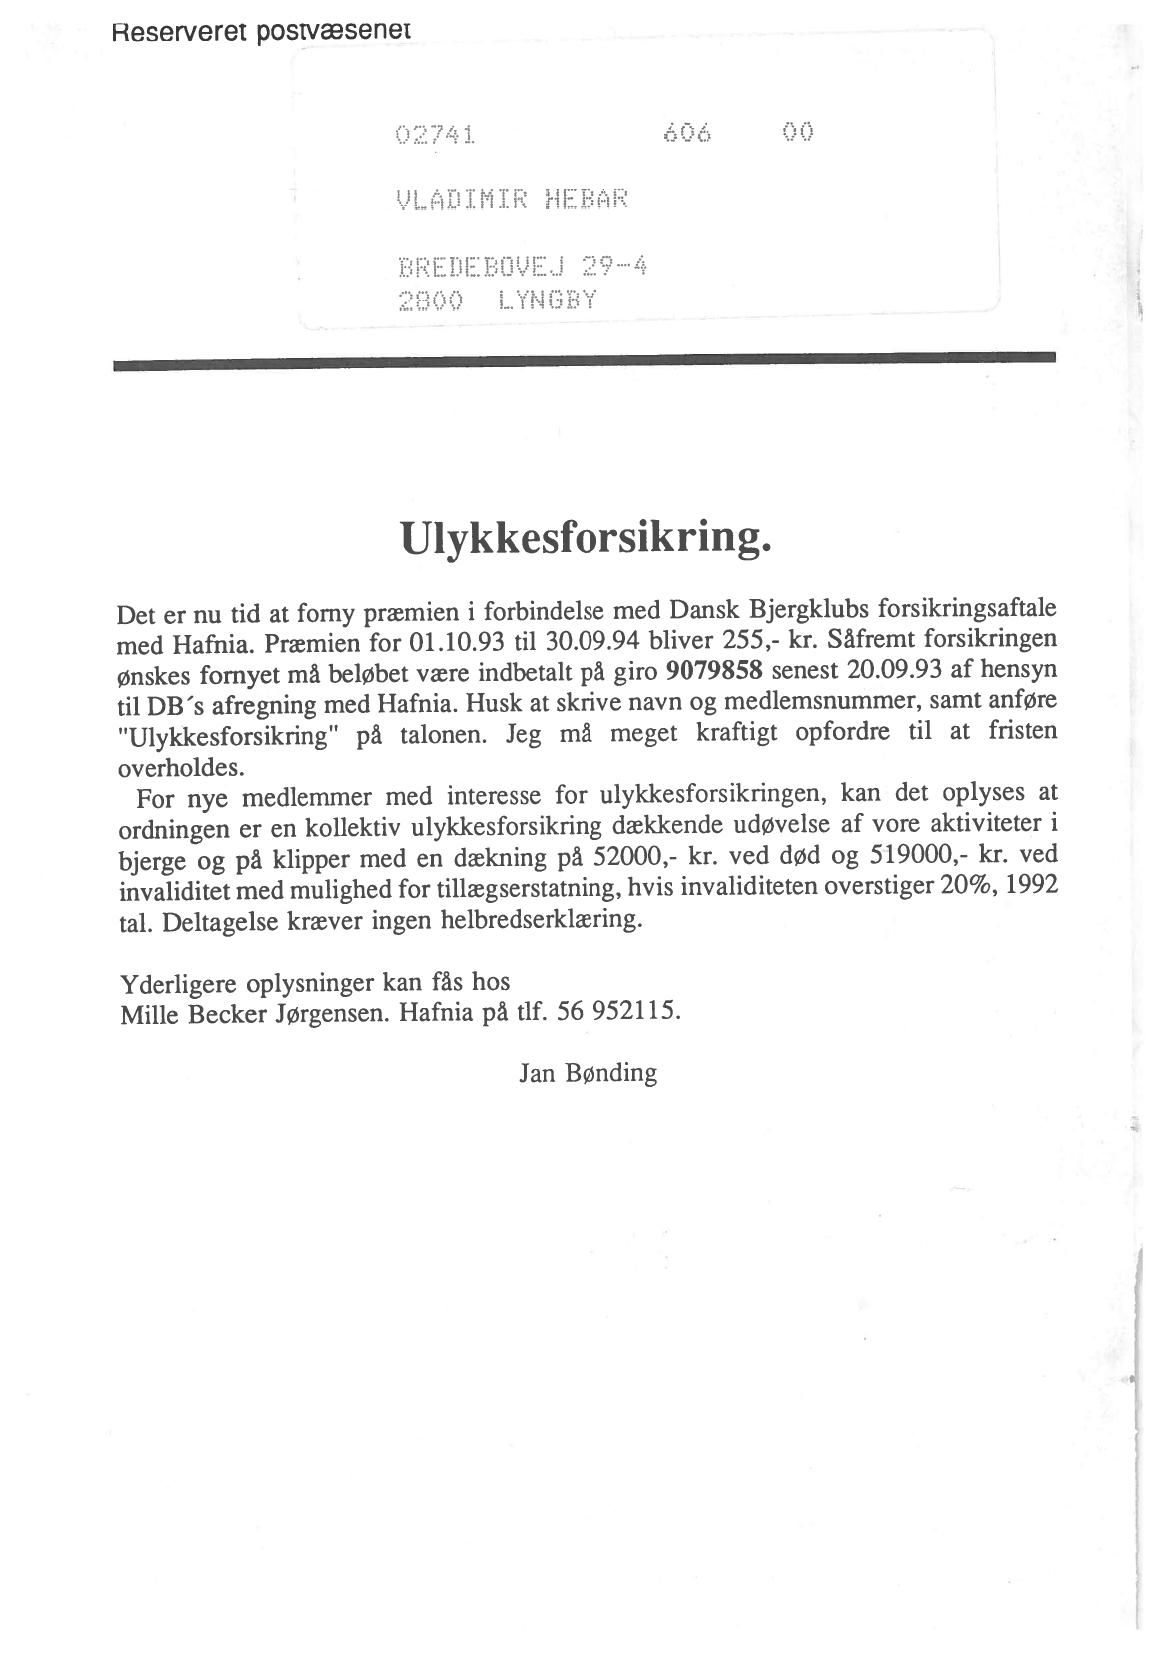 Reserveret postvæsenet
02741 606 00
VLADIMIR HEBAR
BREDEBOVEJ 29-4
2800 LYNGBY
Ulykkesforsikring.
Det er nu tid at forny præmien i forbindelse med Dansk Bjergklubs forsikringsaftale
med Hafnia. Præmien for 01.10.93 til 30.09.94 bliver 255,- kr. Såfremt forsikringen
ønskes fornyet må beløbet være indbetalt på giro 9079858 senest 20.09.93 af hensyn
til DB´s afregning med Hafnia. Husk at skrive navn og medlemsnummer, samt anføre
"Ulykkesforsikring" på talonen. Jeg må meget kraftigt opfordre til at fristen
overholdes.
For nye medlemmer med interesse for ulykkesforsikringen, kan det oplyses at
ordningen er en kollektiv ulykkesforsikring dækkende udøvelse af vore aktiviteter i
bjerge og på klipper med en dækning på 52000,- kr. ved død og 519000,- kr. ved
invaliditet med mulighed for tillægserstatning, hvis invaliditeten overstiger 20%, 1992
tal. Deltagelse kræver ingen helbredserklæring.
Yderligere oplysninger kan fås hos
Mille Becker Jørgensen. Hafnia på tlf. 56 952115.
Jan Bønding